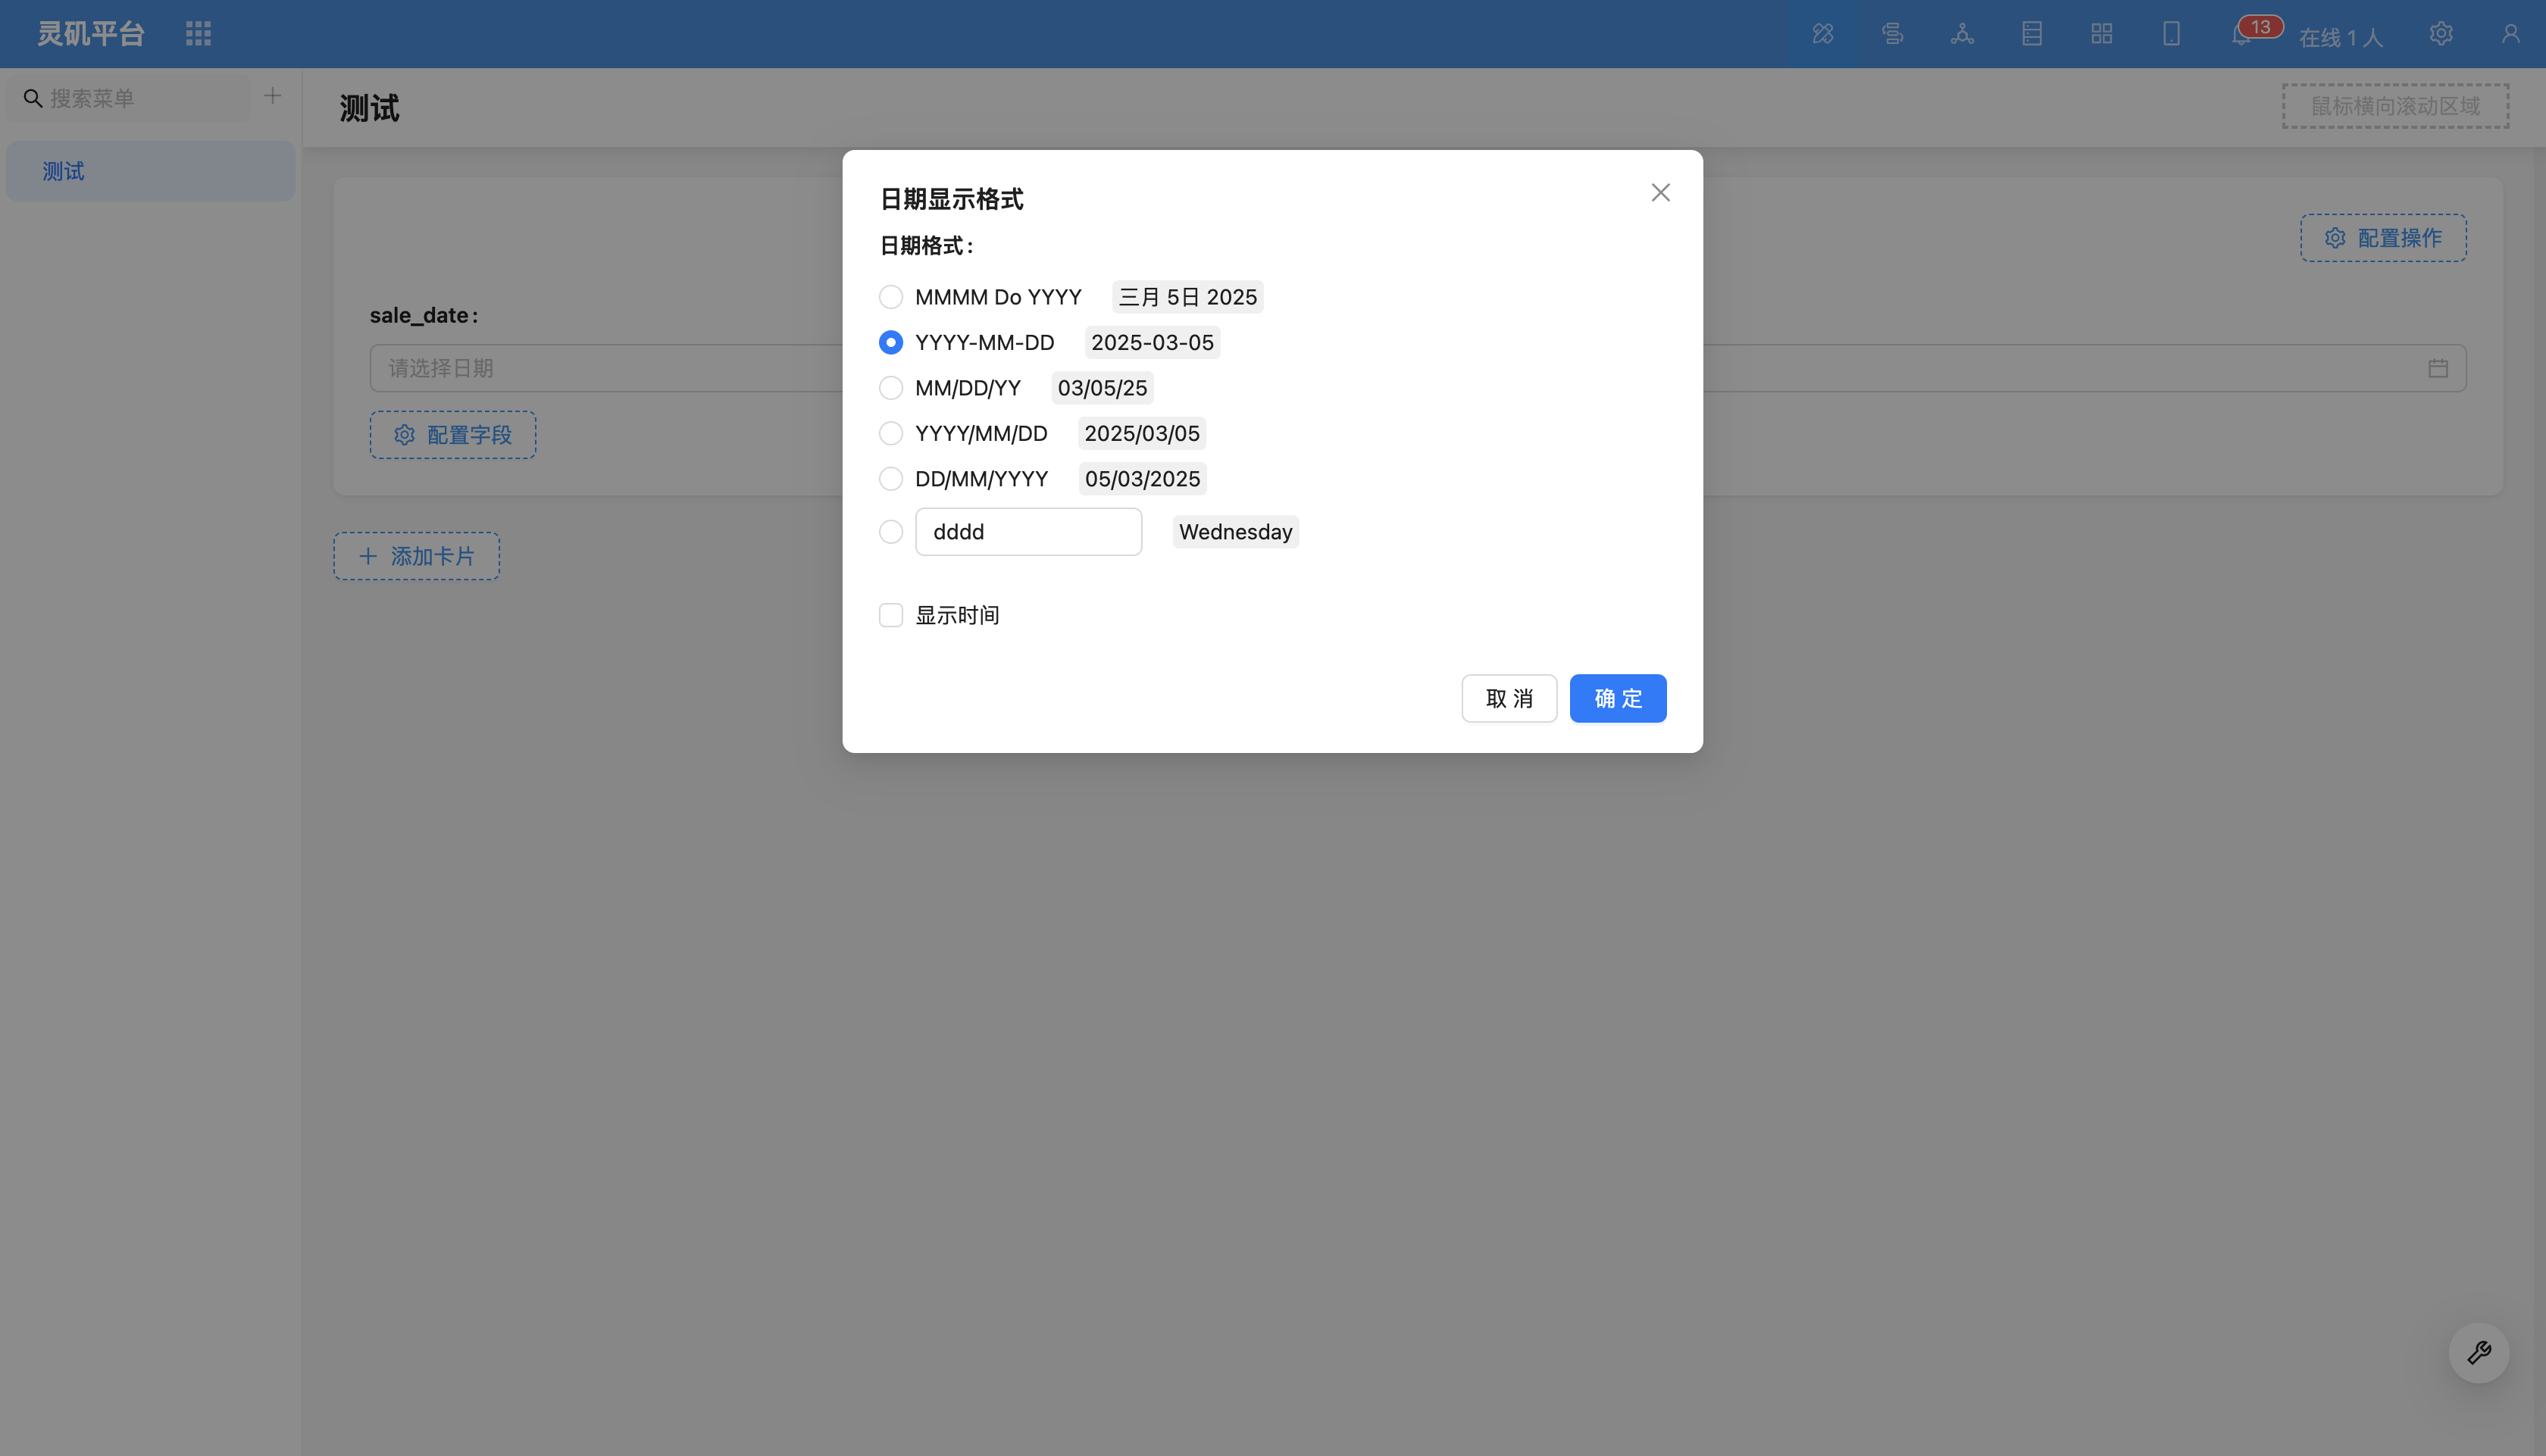 灵矶平台
13
在线 1 人
搜索菜单
测试
测试
鼠标横向滚动区域
配置操作
sale_date:
请选择日期
配置字段
添加卡片
日期显示格式
日期格式:
MMMM Do YYYY 三月 5日 2025
YYYY-MM-DD 2025-03-05
MM/DD/YY 03/05/25
YYYY/MM/DD 2025/03/05
DD/MM/YYYY 05/03/2025
dddd Wednesday
显示时间
取 消 确 定